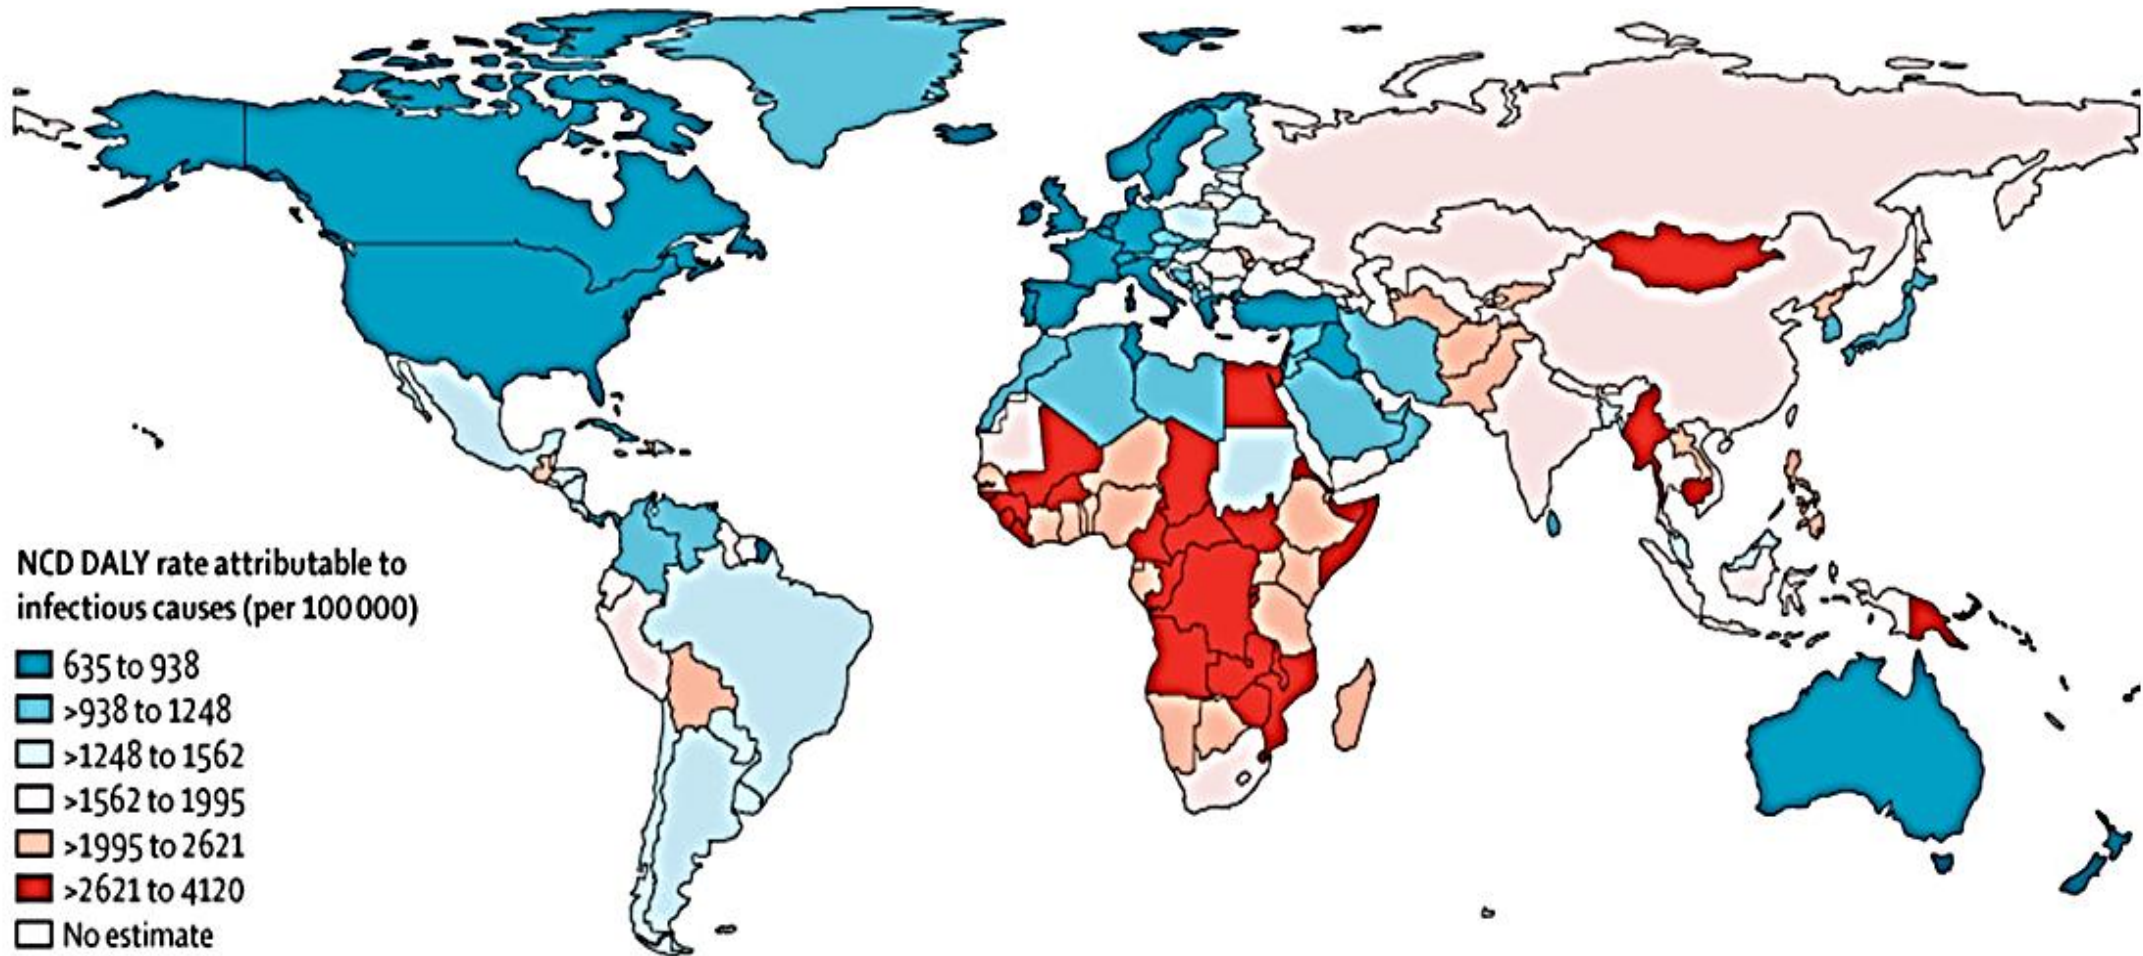 NCD DALY rate attributable to
infectious causes (per 100 000)
635 to 938
>938 to 1248
>1248 to 1562
>1562 to 1995
>1995 to 2621
>2621 to 4120
No estimate